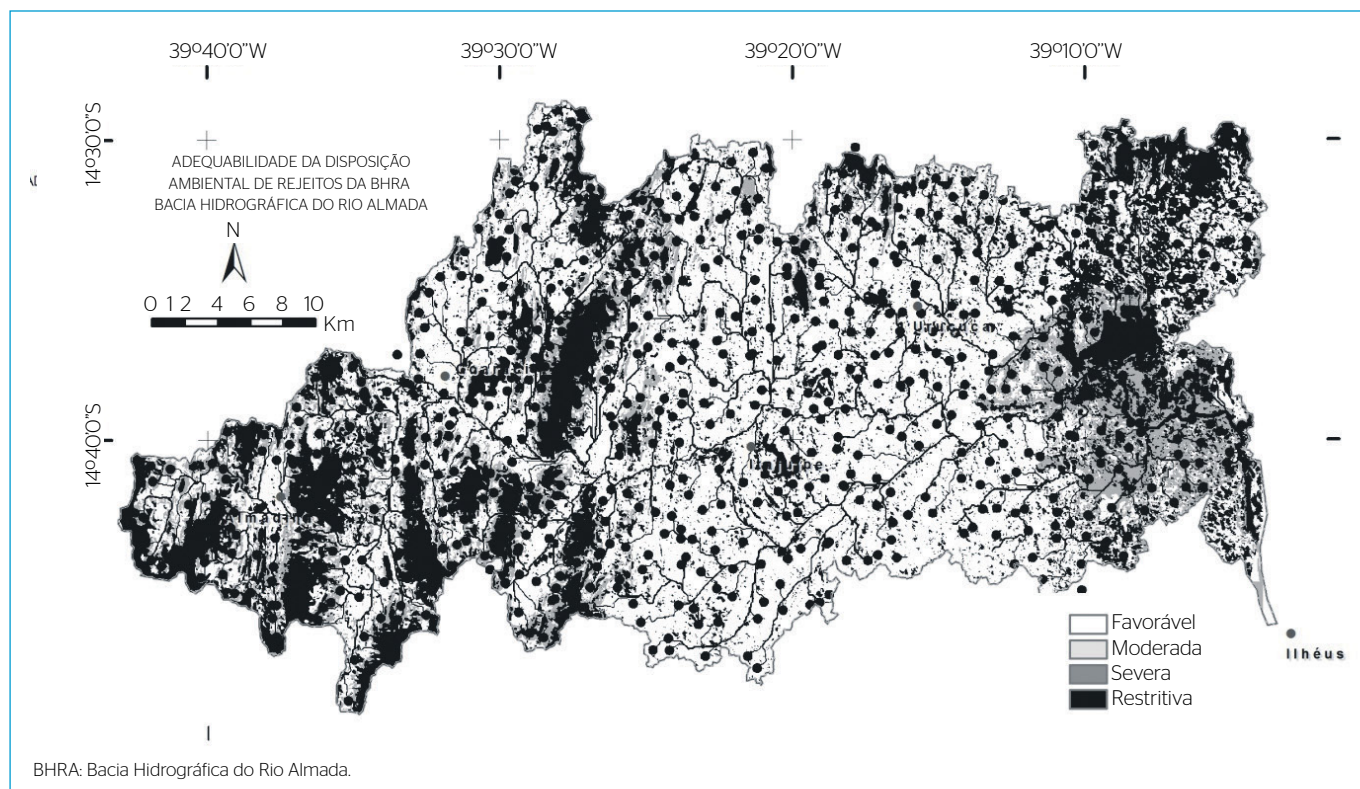 39º40'0"W
39º30'0"W
39º20'0"W
39º10'0"W
14º30'0"S
ADEQUABILIDADE DA DISPOSIÇÃO
AMBIENTAL DE REJEITOS DA BHRA
BACIA HIDROGRÁFICA DO RIO ALMADA
N
0 1 2 4 6 8 10
Km
14º40'0"S
Favorável
Moderada
Severa
Restritiva
Ilhéus
BHRA: Bacia Hidrográfica do Rio Almada.